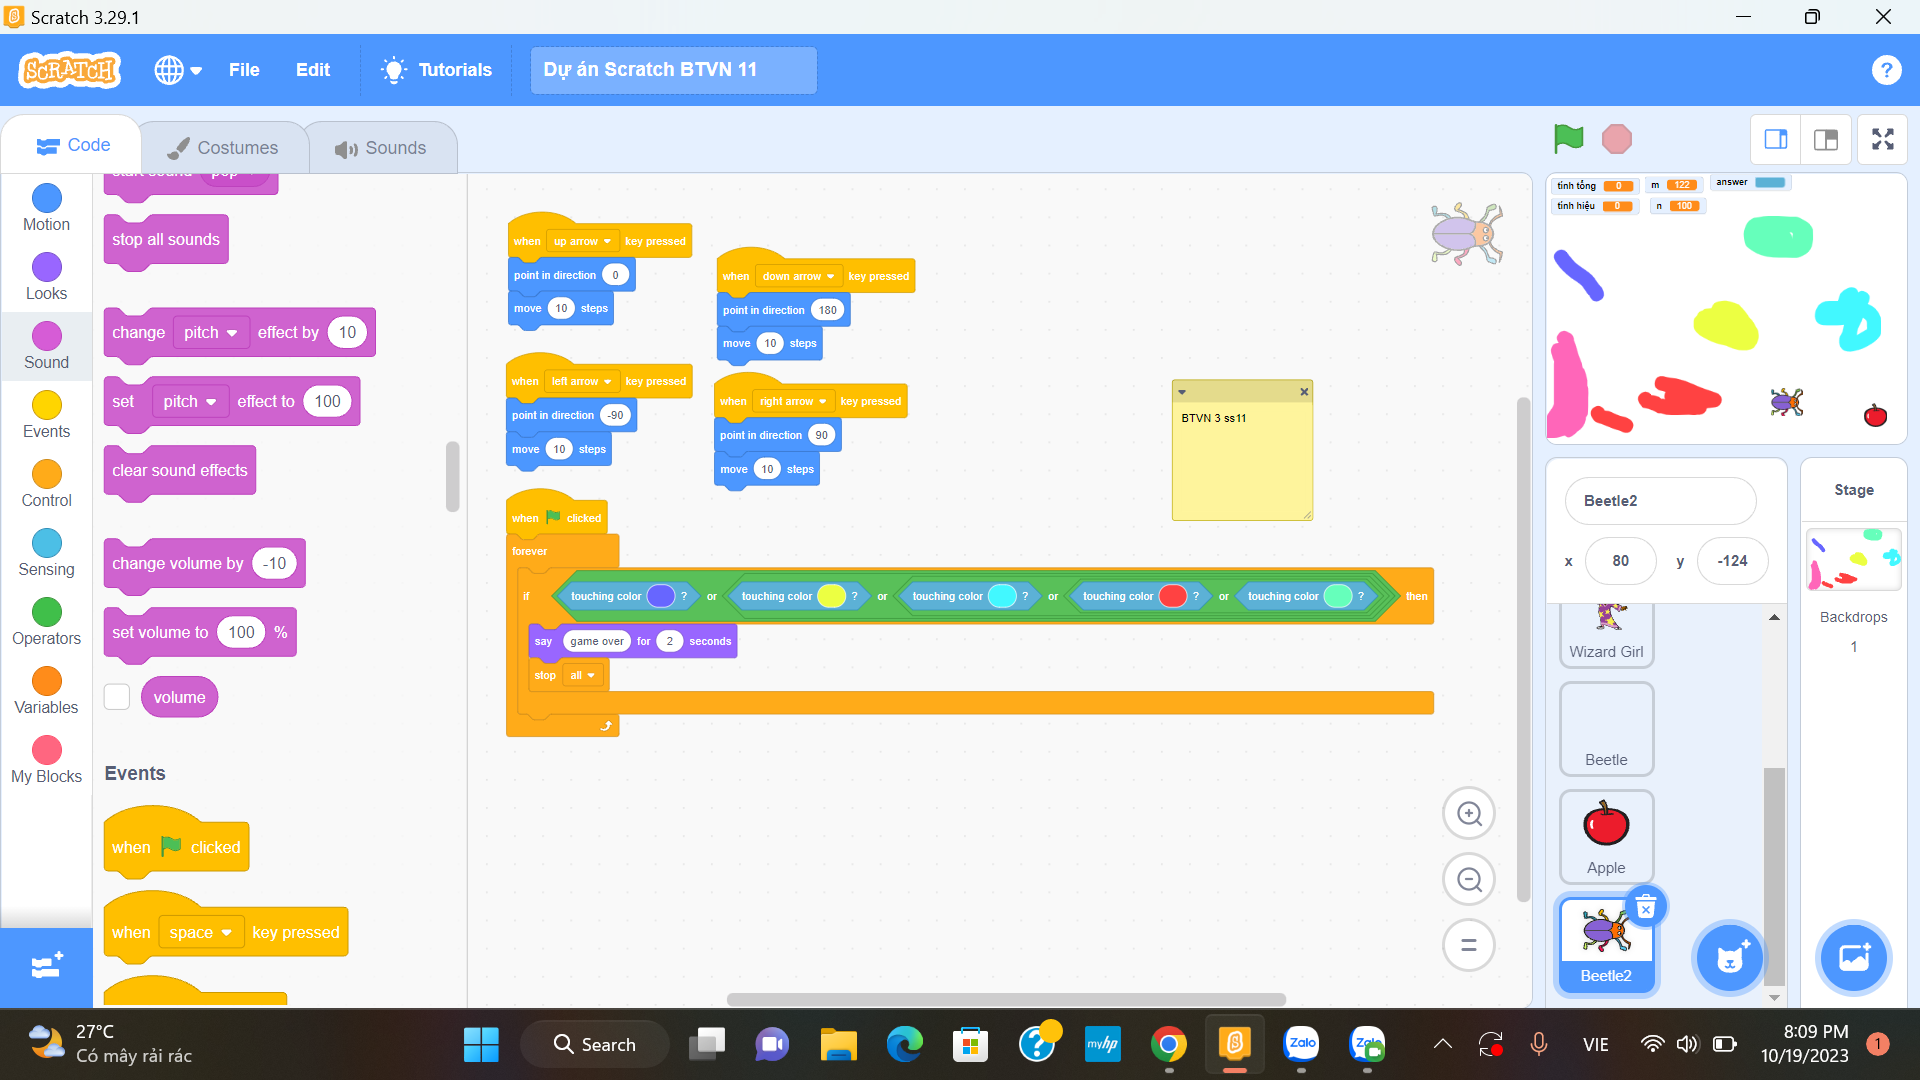 Scratch 3.29.1
SCRATCH
File
Edit
Tutorials
Dự án Scratch BTVN 11
?
Code
Costumes
Sounds
Motion
Looks
Sound
Events
Control
Sensing
Operators
Variables
My Blocks
start sound pop
stop all sounds
change pitch effect by 10
set pitch effect to 100
clear sound effects
change volume by -10
set volume to 100 %
volume
Events
when clicked
when space key pressed
when up arrow key pressed
point in direction 0
move 10 steps
when down arrow key pressed
point in direction 180
move 10 steps
when left arrow key pressed
point in direction -90
move 10 steps
when right arrow key pressed
point in direction 90
move 10 steps
when clicked
forever
if touching color ? or touching color ? or touching color ? or touching color ? or touching color ? then
say game over for 2 seconds
stop all
BTVN 3 ss11
tính tổng 0
m 122
answer
tính hiệu 0
n 100
Beetle2
x 80 y -124
Wizard Girl
Beetle
Apple
Beetle2
Stage
Backdrops
1
27°C
Có mây rải rác
Search
myhp
Zalo
Zalo
VIE
8:09 PM
10/19/2023
1